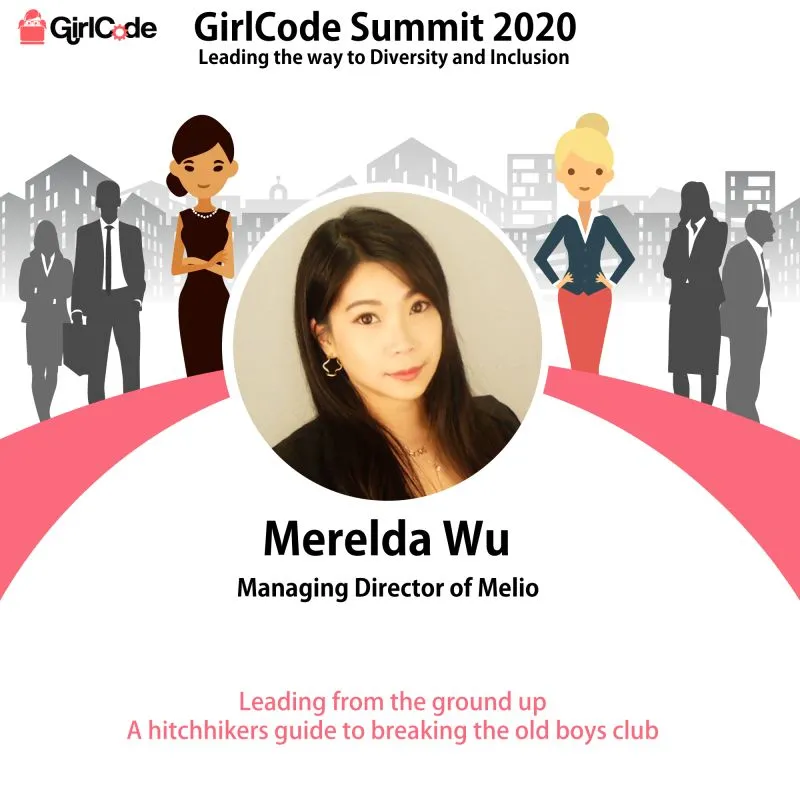 GirlCode
GirlCode Summit 2020
Leading the way to Diversity and Inclusion
Merelda Wu
Managing Director of Melio
Leading from the ground up
A hitchhikers guide to breaking the old boys club